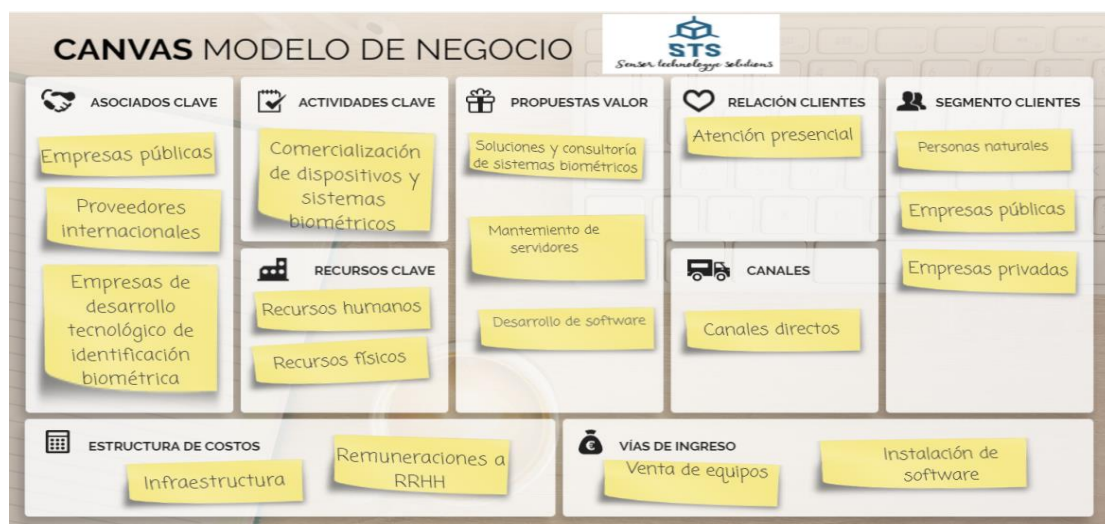 CANVAS MODELO DE NEGOCIO
STS
Sensor technologye solutions
ASOCIADOS CLAVE
Empresas públicas
Proveedores
internacionales
Empresas de
desarrollo
tecnológico de
identificación
biométrica
ACTIVIDADES CLAVE
Comercialización
de dispositivos y
sistemas
biométricos
RECURSOS CLAVE
Recursos humanos
Recursos físicos
PROPUESTAS VALOR
Soluciones y consultoría
de sistemas biométricos
Mantemiento de
servidores
Desarrollo de software
RELACIÓN CLIENTES
Atención presencial
CANALES
Canales directos
SEGMENTO CLIENTES
Personas naturales
Empresas públicas
Empresas privadas
ESTRUCTURA DE COSTOS
Infraestructura
Remuneraciones a
RRHH
VÍAS DE INGRESO
Venta de equipos
Instalación de
software